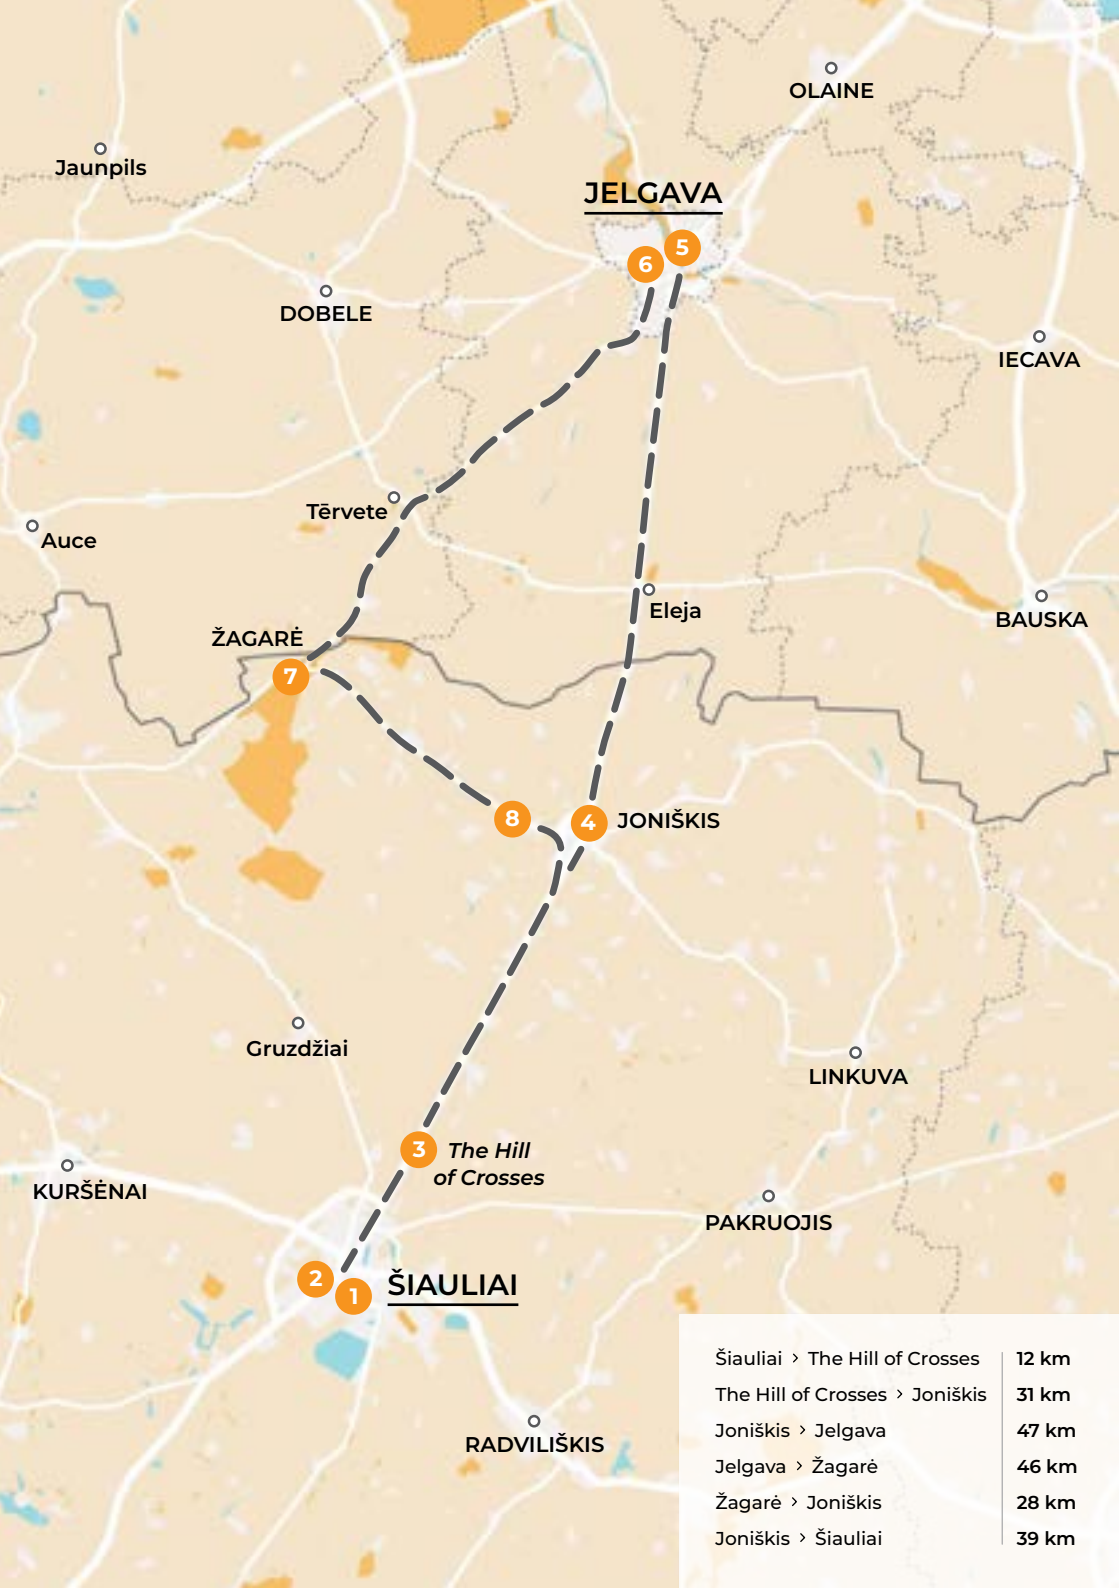 OLAINE
Jaunpils
JELGAVA
5
6
DOBELE
IECAVA
Tērvete
Auce
Eleja
BAUSKA
ŽAGARĖ
7
8
4 JONIŠKIS
Gruzdžiai
LINKUVA
3 The Hill
of Crosses
KURŠĖNAI
PAKRUOJIS
2
1
ŠIAULIAI
RADVILIŠKIS
Šiauliai › The Hill of Crosses 12 km
The Hill of Crosses › Joniškis 31 km
Joniškis › Jelgava 47 km
Jelgava › Žagarė 46 km
Žagarė › Joniškis 28 km
Joniškis › Šiauliai 39 km